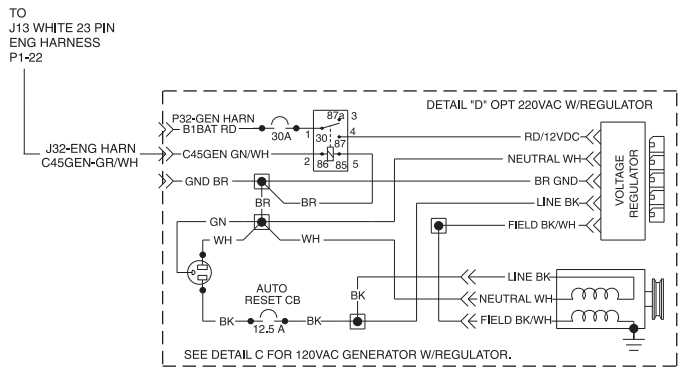 TO
J13 WHITE 23 PIN
ENG HARNESS
P1-22
DETAIL "D" OPT 220VAC W/REGULATOR
P32-GEN HARN
B1BAT RD
30A
87a 3
1 30
4
87
RD/12VDC
J32-ENG HARN
C45GEN-GR/WH
C45GEN GN/WH
2 86 85 5
NEUTRAL WH
GND BR
BR GND
VOLTAGE
REGULATOR
BR
BR
LINE BK
GN
FIELD BK/WH
WH
WH
LINE BK
AUTO
RESET CB
BK
NEUTRAL WH
BK
12.5 A
BK
FIELD BK/WH
SEE DETAIL C FOR 120VAC GENERATOR W/REGULATOR.